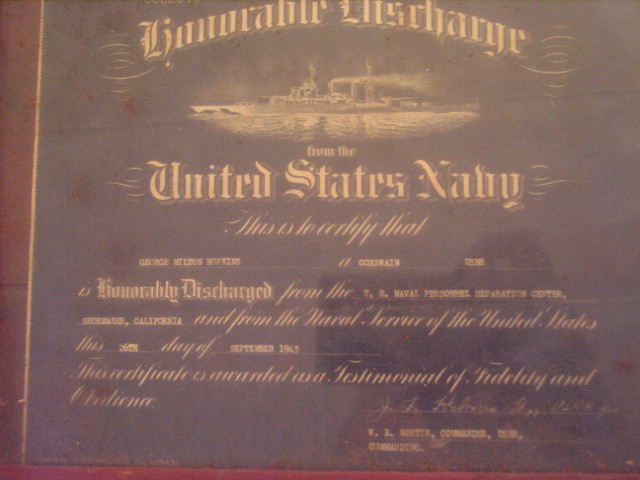 Honorable Discharge
from the
United States Navy
This is to certify that
GEORGE MILTON HOPKINS a COXSWAIN USNR
is Honorably Discharged from the U. S. NAVAL PERSONNEL SEPARATION CENTER,
SHOEMAKER, CALIFORNIA and from the Naval Service of the United States
this 26TH day of SEPTEMBER 1945
This certificate is awarded as a Testimonial of Fidelity and
Obedience.
W. E. MARTIN, COMMANDER, USNR,
COMMANDING.